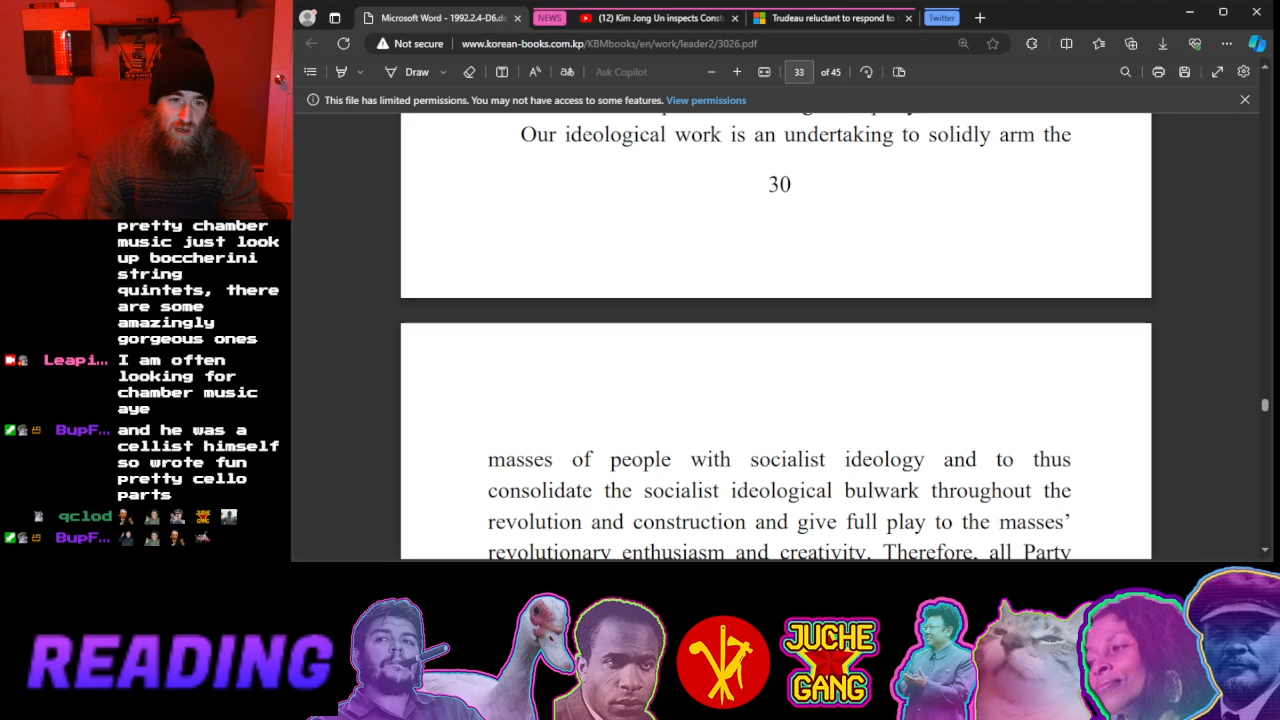 Microsoft Word - 1992.2.4-D6.do
NEWS
(12) Kim Jong Un inspects Const
Trudeau reluctant to respond to
Twitter
Not secure
www.korean-books.com.kp/KBMbooks/en/work/leader2/3026.pdf
Draw
Ask Copilot
33
of 45
This file has limited permissions. You may not have access to some features. View permissions
Our ideological work is an undertaking to solidly arm the
30
masses of people with socialist ideology and to thus
consolidate the socialist ideological bulwark throughout the
revolution and construction and give full play to the masses’
revolutionary enthusiasm and creativity. Therefore, all Party
pretty chamber
music just look
up boccherini
string
quintets, there
are some
amazingly
gorgeous ones
Leapi... I am often
looking for
chamber music
aye
BupF... and he was a
cellist himself
so wrote fun
pretty cello
parts
qclod
BupF...
READING
JUCHE
GANG